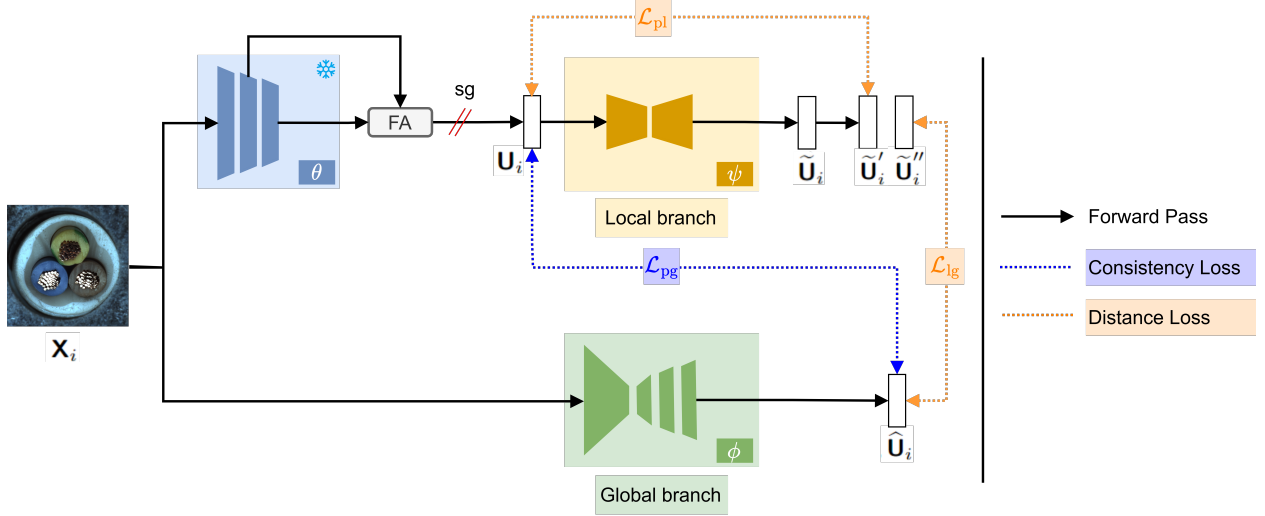 𝓛pl
sg
FA
θ
Uᵢ
ψ
Ũᵢ
Ũ′ᵢ
Ũ″ᵢ
Local branch
Forward Pass
𝓛pg
𝓛lg
Consistency Loss
Distance Loss
Xᵢ
Ûᵢ
ϕ
Global branch